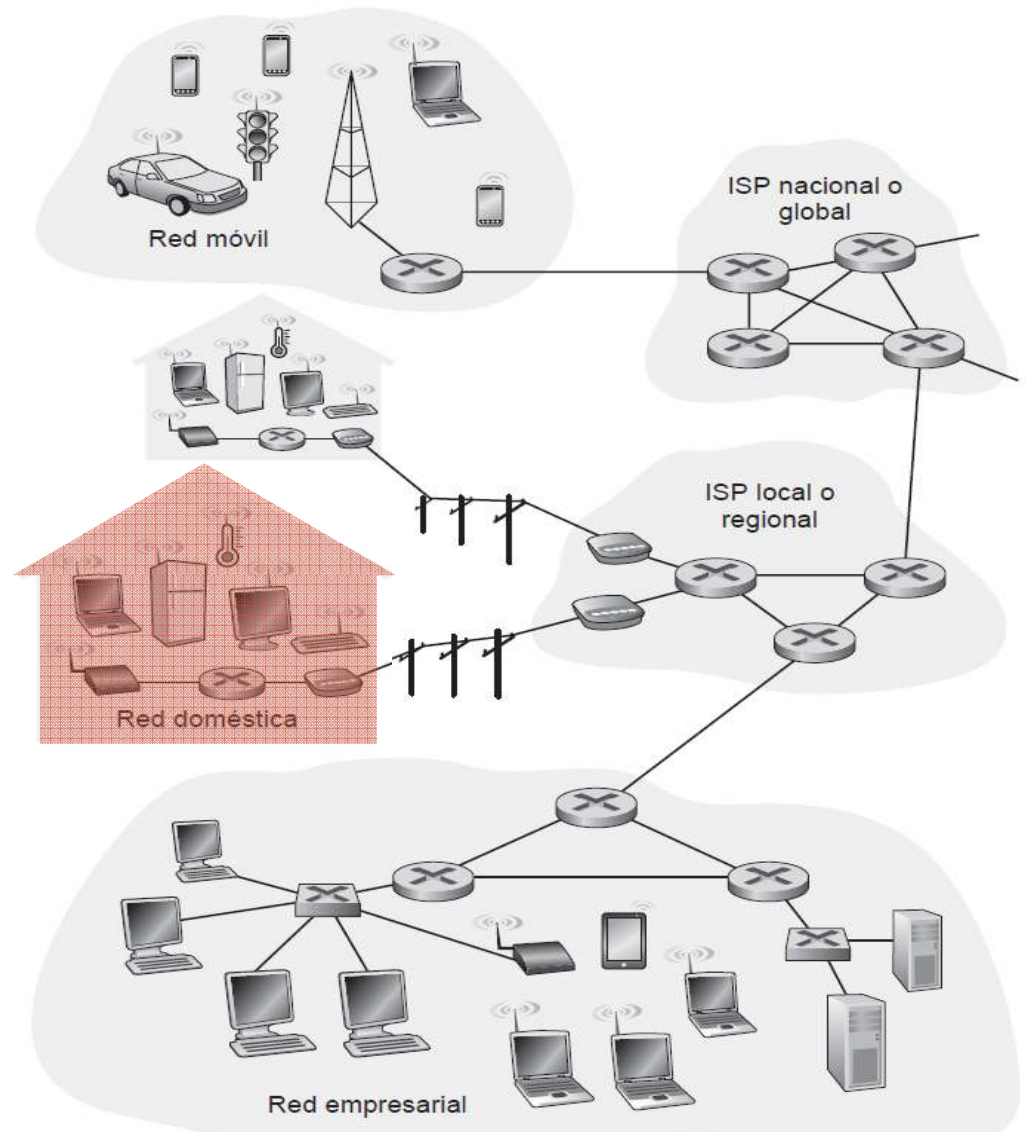 Red móvil
ISP nacional o
global
ISP local o
regional
Red doméstica
Red empresarial